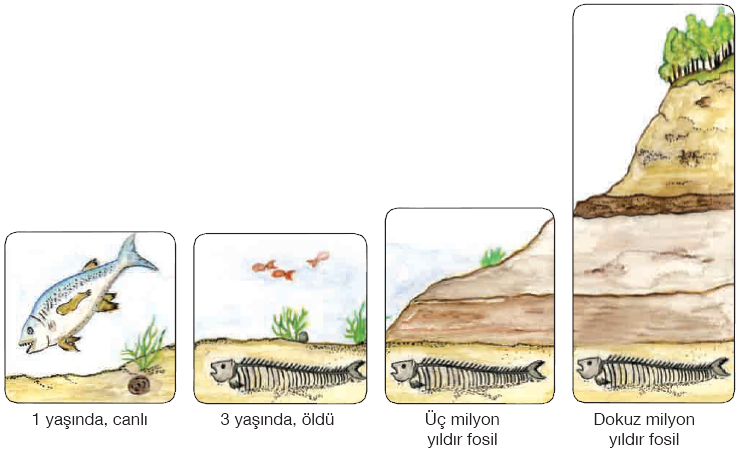 1 yaşında, canlı
3 yaşında, öldü
Üç milyon
yıldır fosil
Dokuz milyon
yıldır fosil